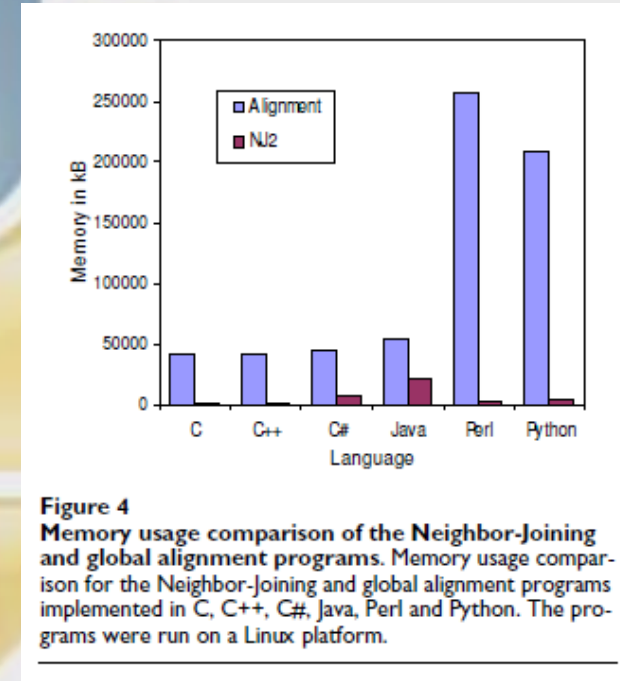 300000
250000
200000
150000
100000
50000
0
Memory in kB
Alignment
NJ2
C C++ C# Java Perl Python
Language
Figure 4
Memory usage comparison of the Neighbor-Joining
and global alignment programs. Memory usage compar-
ison for the Neighbor-Joining and global alignment programs
implemented in C, C++, C#, Java, Perl and Python. The pro-
grams were run on a Linux platform.